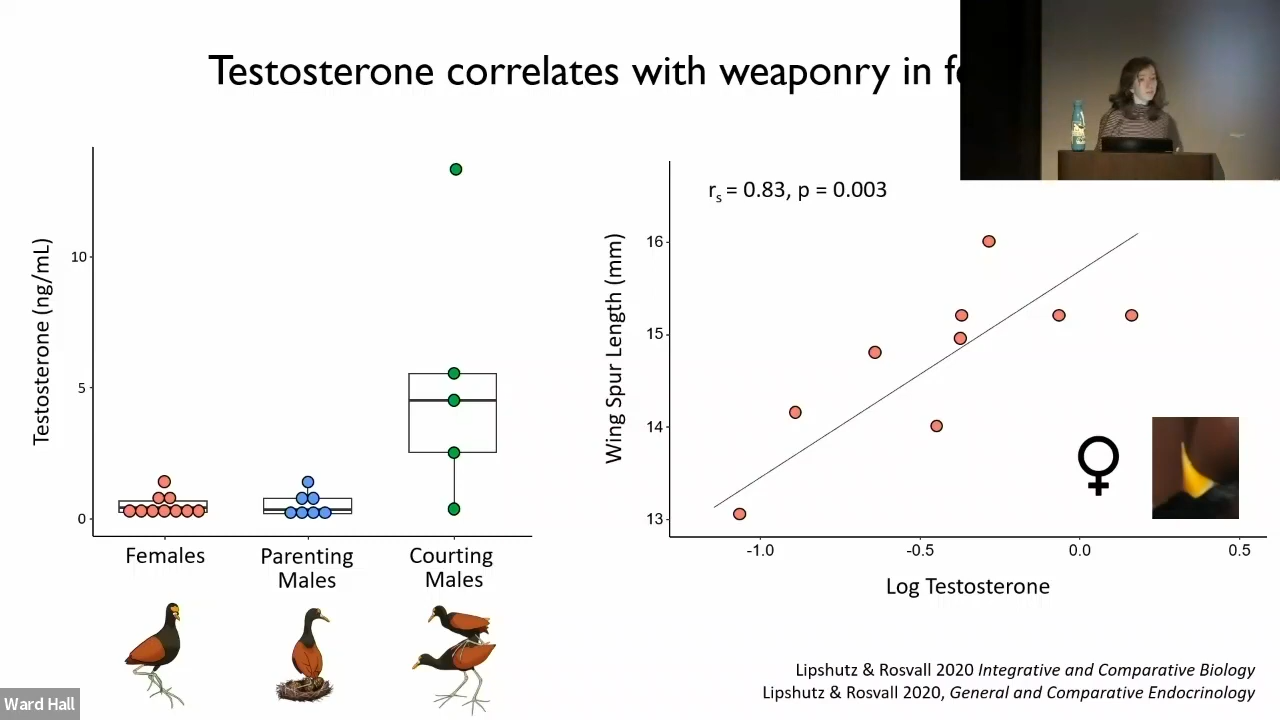 Testosterone correlates with weaponry in
Testosterone (ng/mL)
10
5
0
Females
Parenting
Males
Courting
Males
rs = 0.83, p = 0.003
Wing Spur Length (mm)
16
15
14
13
-1.0
-0.5
0.0
0.5
Log Testosterone
Lipshutz & Rosvall 2020 Integrative and Comparative Biology
Lipshutz & Rosvall 2020, General and Comparative Endocrinology
Ward Hall